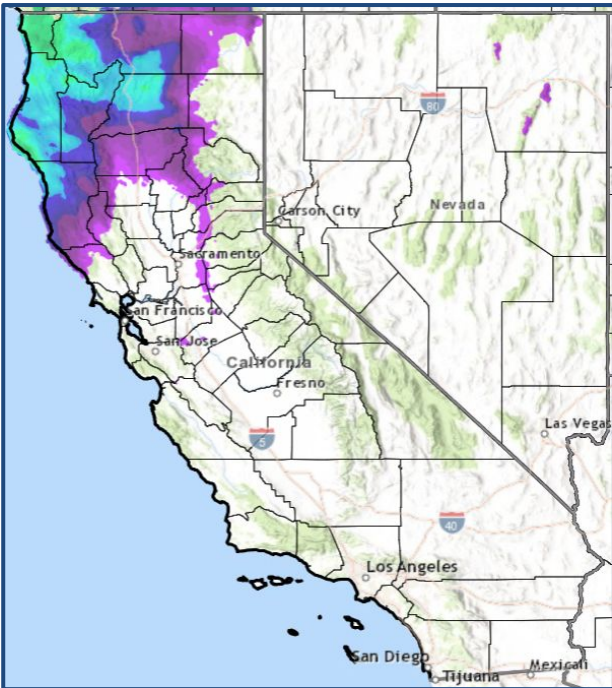 80
Nevada
Carson City
Sacramento
San Francisco
San Jose
California
Fresno
5
Las Vegas
40
Los Angeles
San Diego
Tijuana
Mexicali